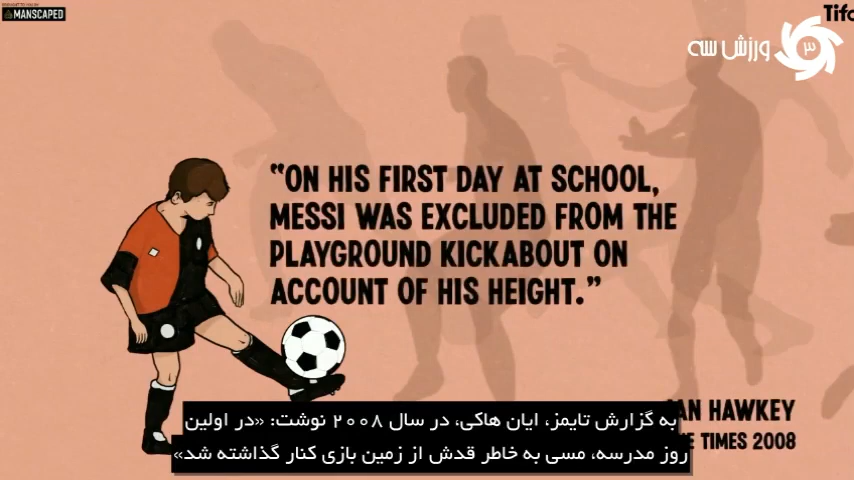 MANSCAPED
Tifo
ورزش سه
۳
“ON HIS FIRST DAY AT SCHOOL,
MESSI WAS EXCLUDED FROM THE
PLAYGROUND KICKABOUT ON
ACCOUNT OF HIS HEIGHT.”
HAWKEY
TIMES 2008
به گزارش تایمز، ایان هاکی، در سال ۲۰۰۸ نوشت: «در اولین
روز مدرسه، مسی به خاطر قدش از زمین بازی کنار گذاشته شد»